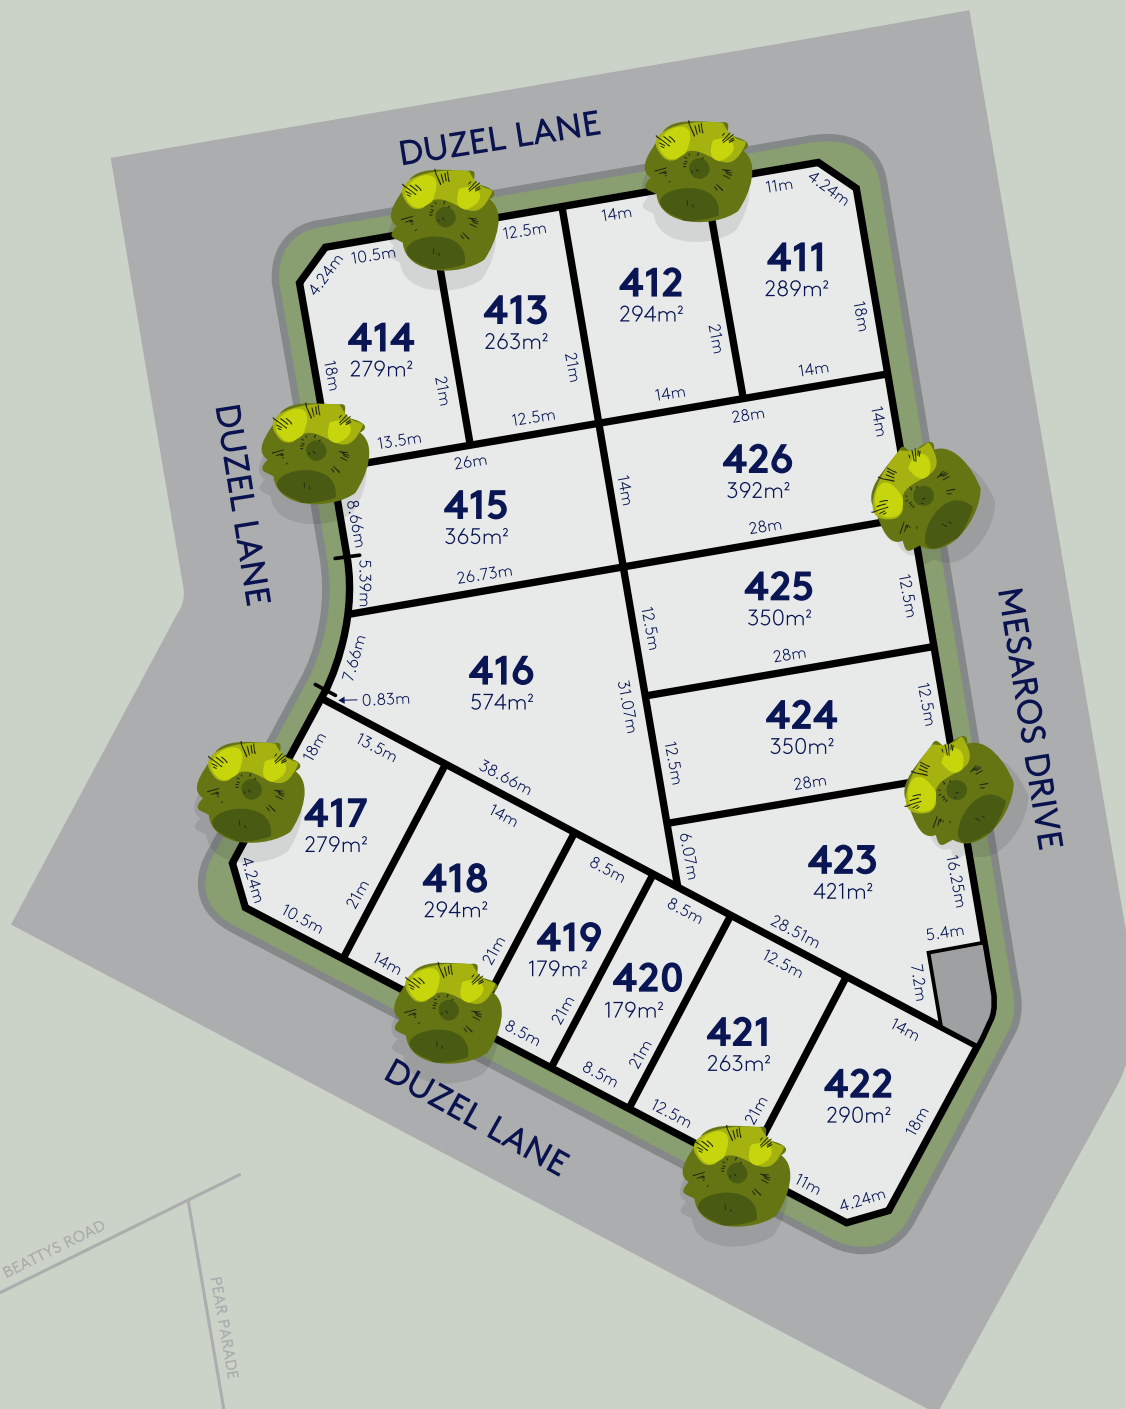 DUZEL LANE
11m
4.24m
14m
12.5m
10.5m
4.24m
411
289m²
18m
412
294m²
21m
413
263m²
21m
414
279m²
18m
21m
14m
14m
12.5m
13.5m
DUZEL LANE
28m
14m
426
392m²
14m
28m
26m
415
365m²
8.66m
5.39m
26.73m
425
350m²
12.5m
12.5m
28m
MESAROS DRIVE
7.66m
0.83m
416
574m²
31.07m
38.66m
424
350m²
12.5m
12.5m
28m
18m
13.5m
417
279m²
4.24m
10.5m
21m
14m
418
294m²
14m
21m
8.5m
419
179m²
8.5m
21m
8.5m
420
179m²
8.5m
21m
6.07m
423
421m²
16.25m
28.51m
5.4m
7.2m
12.5m
421
263m²
12.5m
21m
14m
422
290m²
18m
11m
4.24m
DUZEL LANE
BEATTYS ROAD
PEAR PARADE